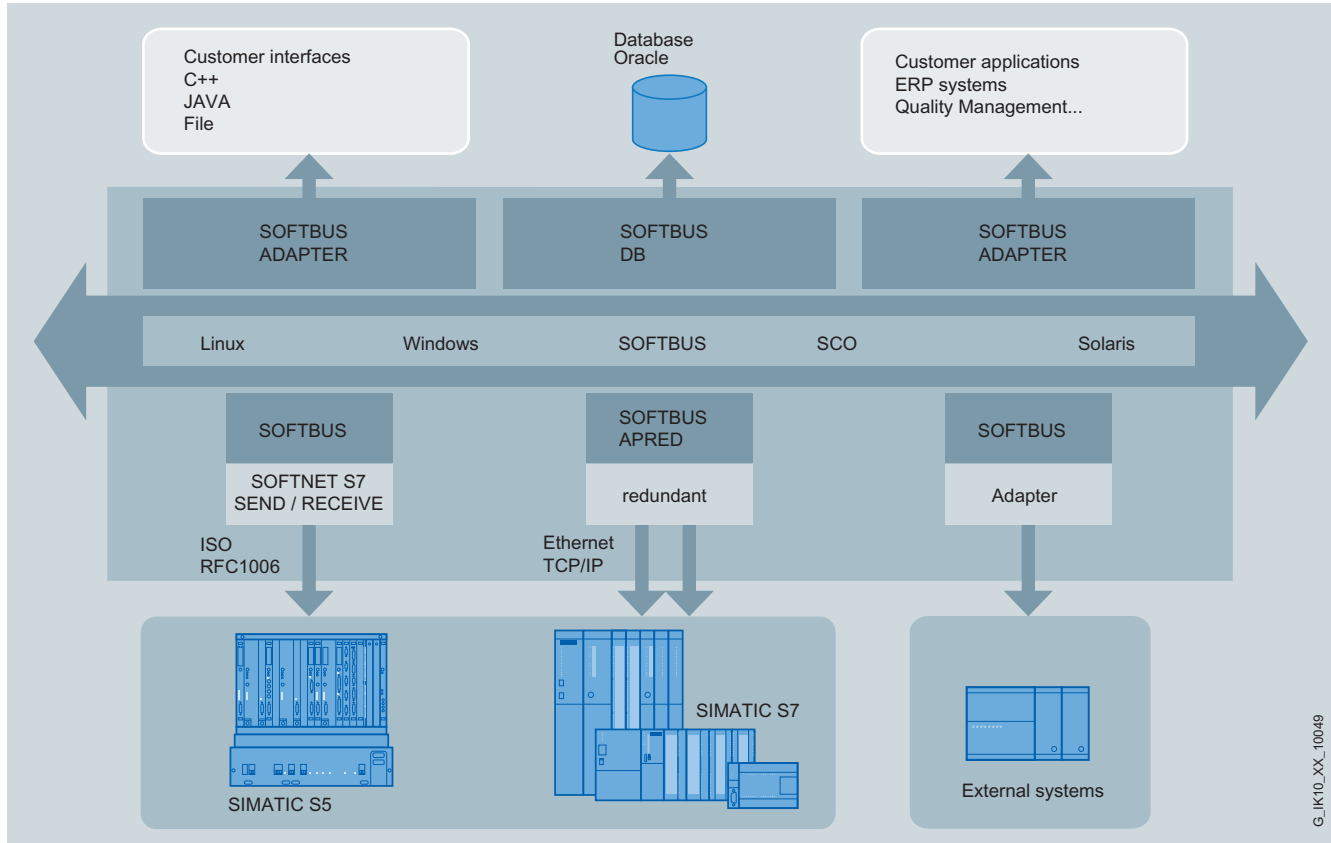 Customer interfaces
C++
JAVA
File
Database
Oracle
Customer applications
ERP systems
Quality Management...
SOFTBUS
ADAPTER
SOFTBUS
DB
SOFTBUS
ADAPTER
Linux
Windows
SOFTBUS
SCO
Solaris
SOFTBUS
SOFTNET S7
SEND / RECEIVE
SOFTBUS
APRED
redundant
SOFTBUS
Adapter
ISO
RFC1006
Ethernet
TCP/IP
SIMATIC S5
SIMATIC S7
External systems
G_IK10_XX_10049